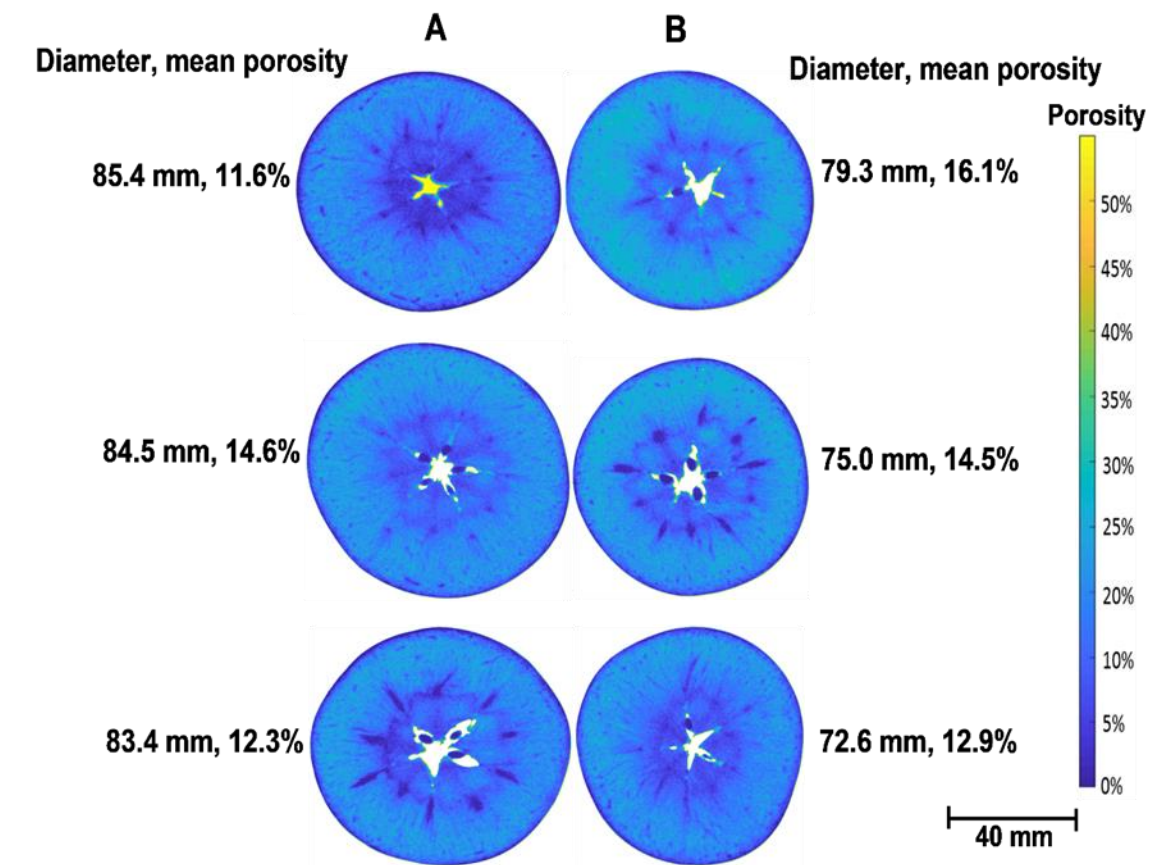 A
B
Diameter, mean porosity
Diameter, mean porosity
Porosity
85.4 mm, 11.6%
79.3 mm, 16.1%
84.5 mm, 14.6%
75.0 mm, 14.5%
83.4 mm, 12.3%
72.6 mm, 12.9%
50%
45%
40%
35%
30%
25%
20%
10%
5%
0%
40 mm